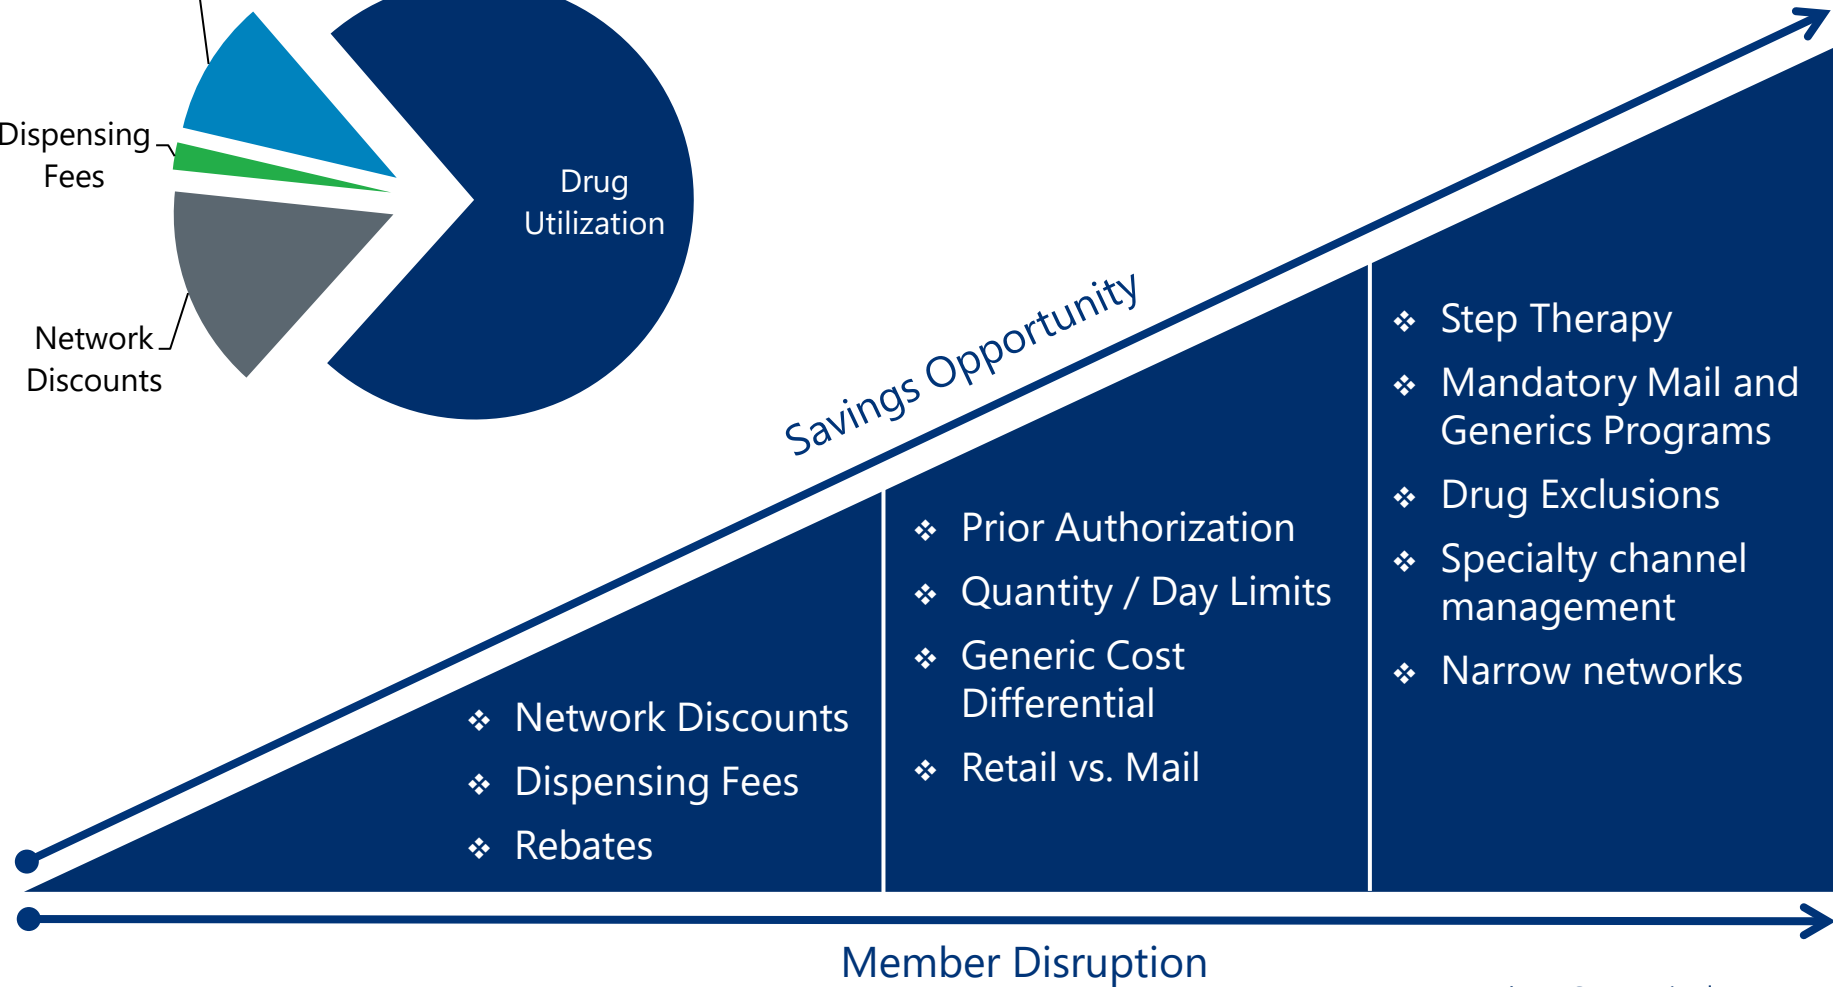 Dispensing
Fees
Drug
Utilization
Network
Discounts
Savings Opportunity
❖ Step Therapy
❖ Mandatory Mail and
Generics Programs
❖ Drug Exclusions
❖ Specialty channel
management
❖ Narrow networks
❖ Prior Authorization
❖ Quantity / Day Limits
❖ Generic Cost
Differential
❖ Retail vs. Mail
❖ Network Discounts
❖ Dispensing Fees
❖ Rebates
Member Disruption